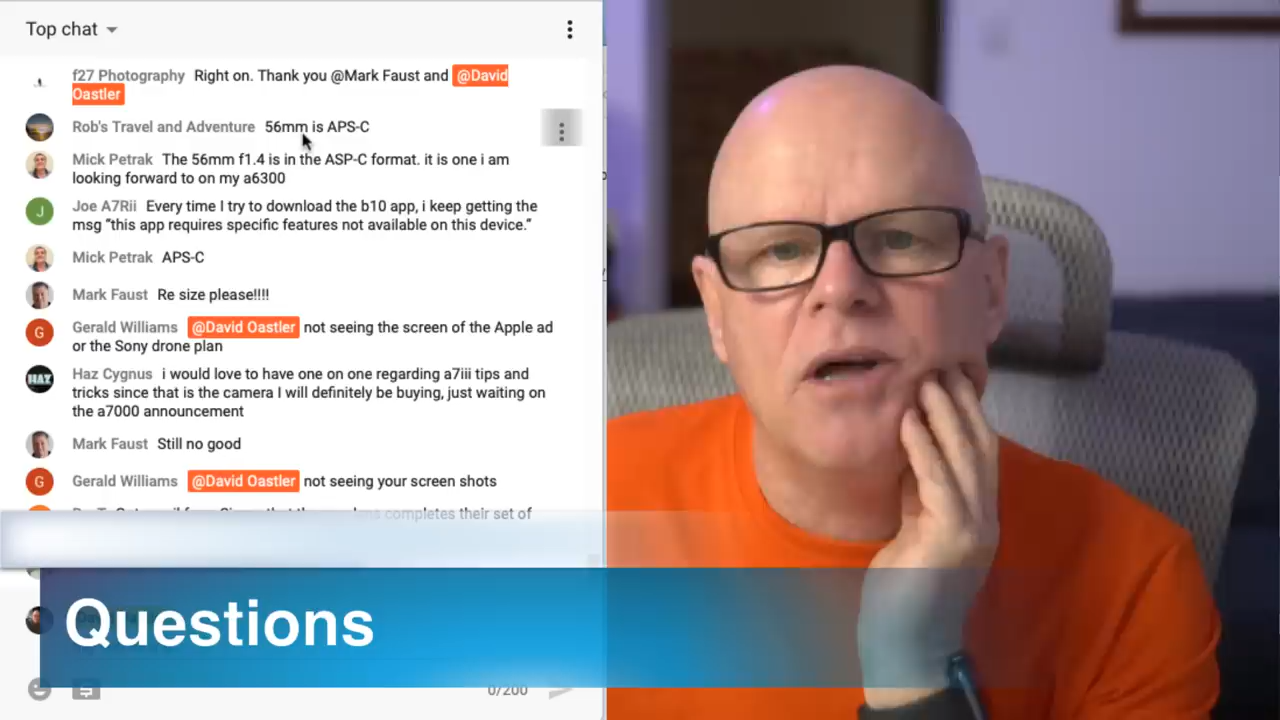 Top chat
f27 Photography Right on. Thank you @Mark Faust and @David
Oastler
Rob's Travel and Adventure 56mm is APS-C
Mick Petrak The 56mm f1.4 is in the ASP-C format. it is one i am
looking forward to on my a6300
J
Joe A7Rii Every time I try to download the b10 app, i keep getting the
msg “this app requires specific features not available on this device.”
Mick Petrak APS-C
Mark Faust Re size please!!!!
G
Gerald Williams @David Oastler not seeing the screen of the Apple ad
or the Sony drone plan
HAZ
Haz Cygnus i would love to have one on one regarding a7iii tips and
tricks since that is the camera I will definitely be buying, just waiting on
the a7000 announcement
Mark Faust Still no good
G
Gerald Williams @David Oastler not seeing your screen shots
completes their set of
Questions
0/200